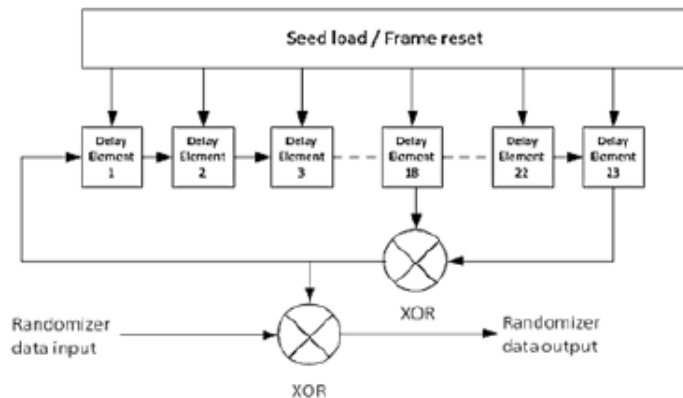 Seed load / Frame reset
Delay
Element
1
Delay
Element
2
Delay
Element
3
Delay
Element
18
Delay
Element
22
Delay
Element
23
XOR
Randomizer
data input
Randomizer
data output
XOR